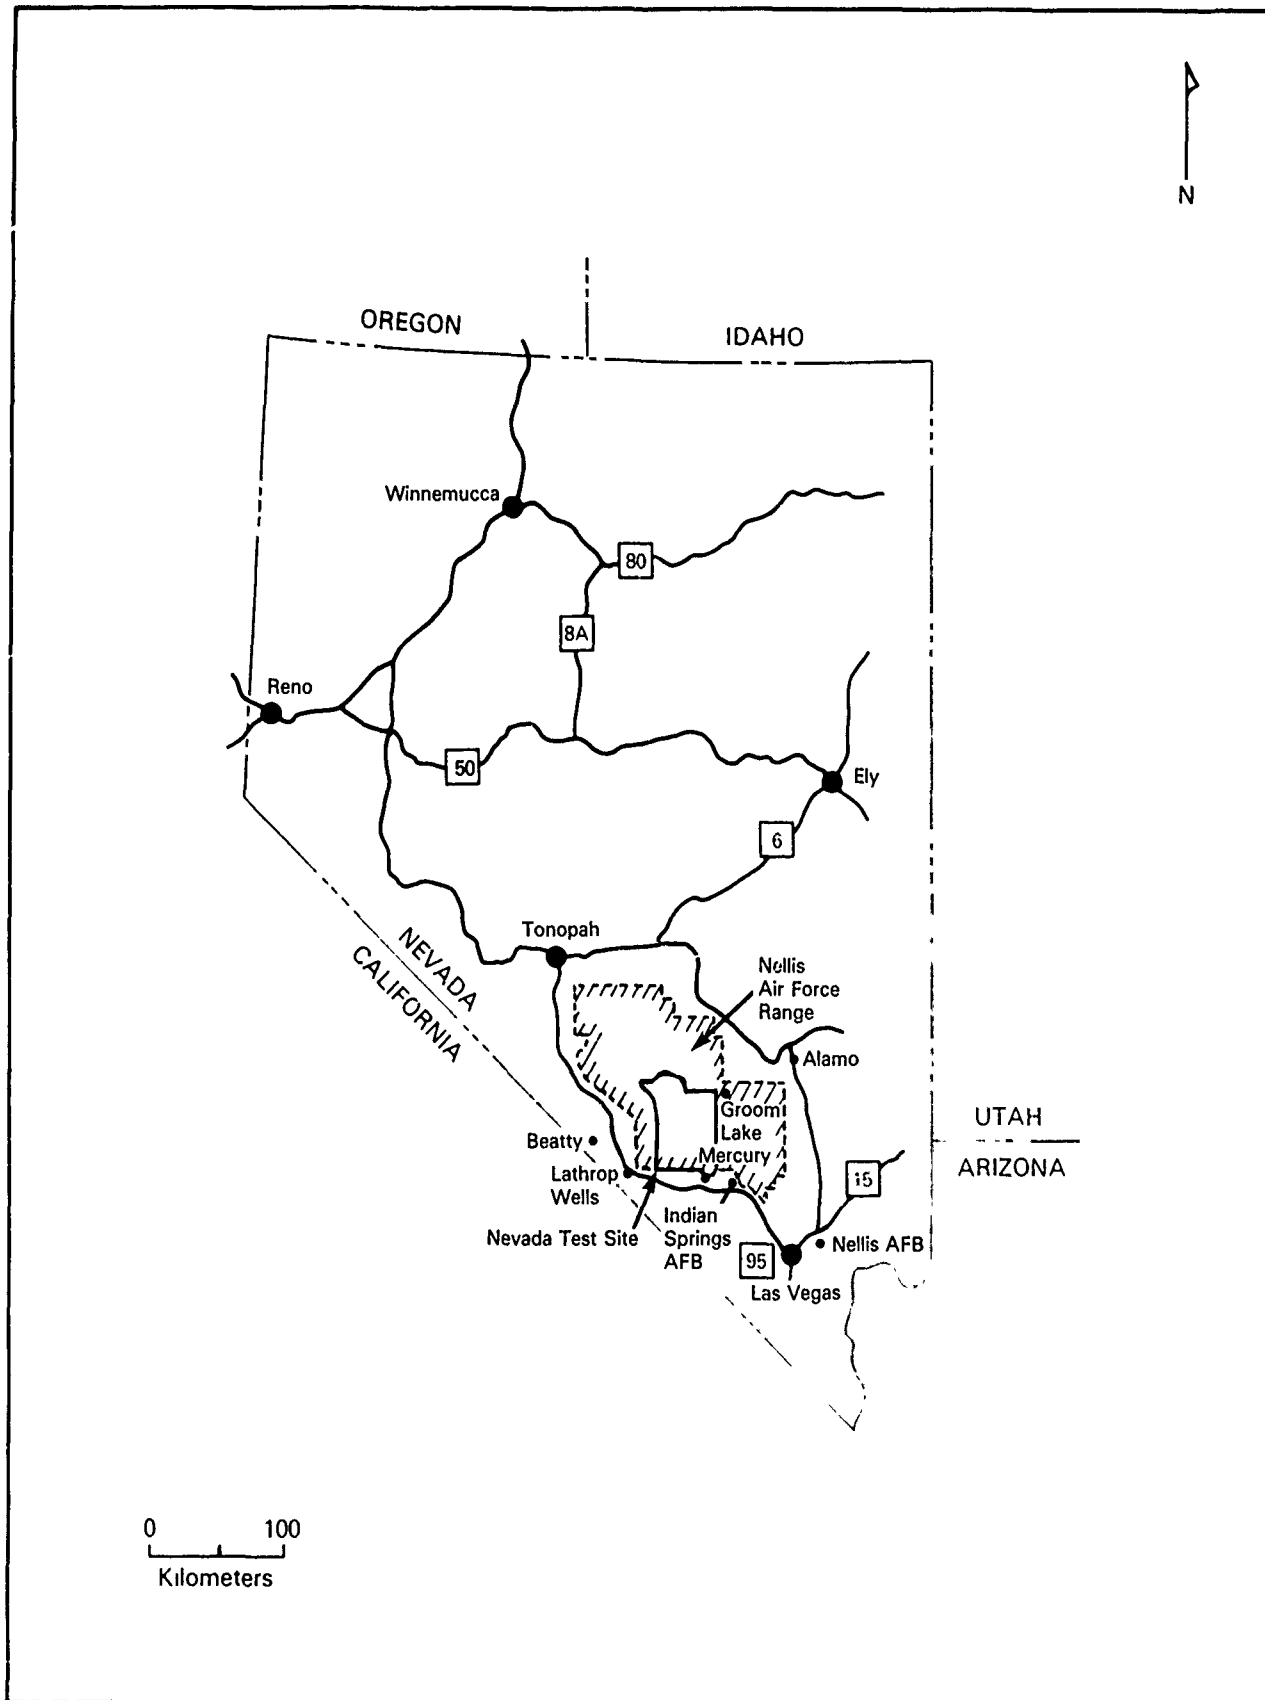 N
OREGON
IDAHO
Winnemucca
80
8A
Reno
50
Ely
6
Tonopah
NEVADA
CALIFORNIA
Nellis
Air Force
Range
Alamo
Groom
Lake
Mercury
Beatty
Lathrop
Wells
UTAH
ARIZONA
15
Nevada Test Site
Indian
Springs
AFB
95
Nellis AFB
Las Vegas
0 100
Kilometers